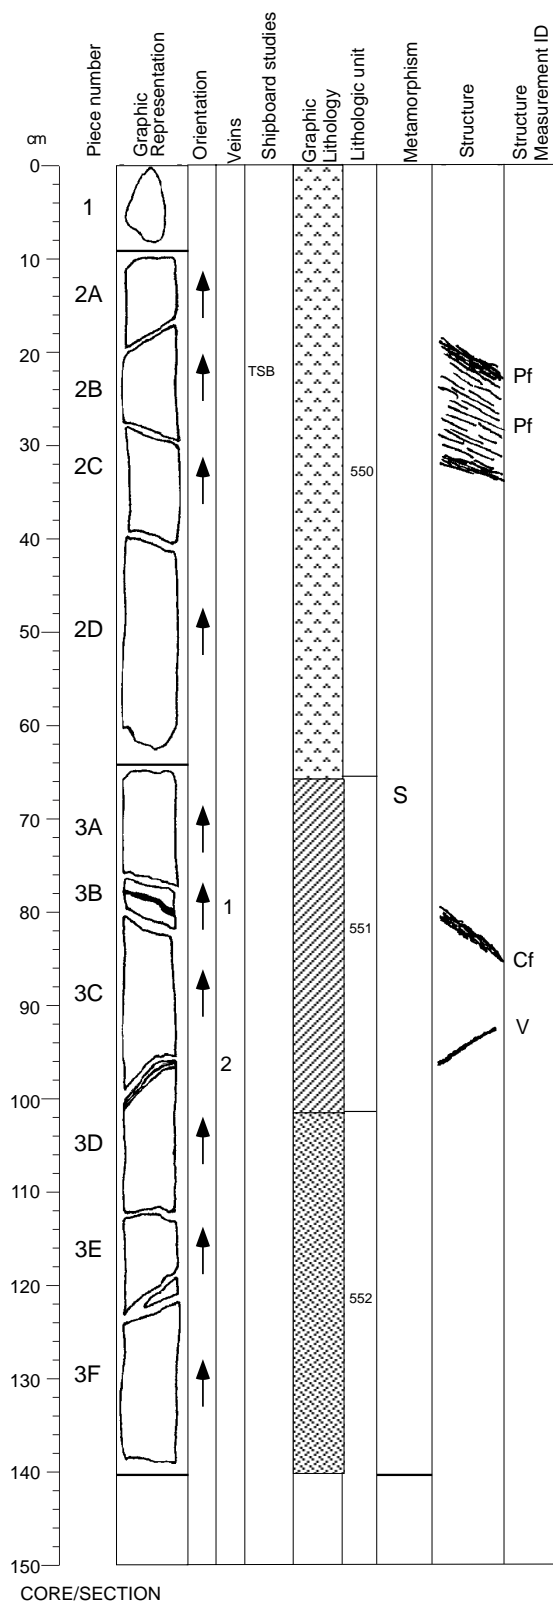 cm
Piece number
Graphic
Representation
Orientation
Veins
Shipboard studies
Graphic
Lithology
Lithologic unit
Metamorphism
Structure
Structure
Measurement ID
0
1
10
2A
20
TSB
Pf
2B
Pf
30
2C
550
40
50
2D
60
S
70
3A
3B
1
80
551
Cf
3C
90
V
2
100
3D
110
3E
120
552
3F
130
140
150
CORE/SECTION